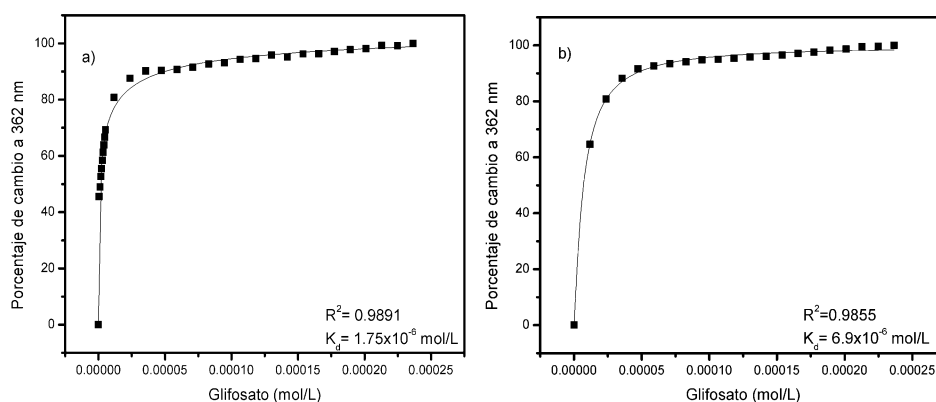 a)
100
80
60
40
20
0
Porcentaje de cambio a 362 nm
R²= 0.9891
K_d= 1.75x10⁻⁶ mol/L
0.00000 0.00005 0.00010 0.00015 0.00020 0.00025
Glifosato (mol/L)
b)
100
80
60
40
20
0
Porcentaje de cambio a 362 nm
R²=0.9855
K_d= 6.9x10⁻⁶ mol/L
0.00000 0.00005 0.00010 0.00015 0.00020 0.00025
Glifosato (mol/L)